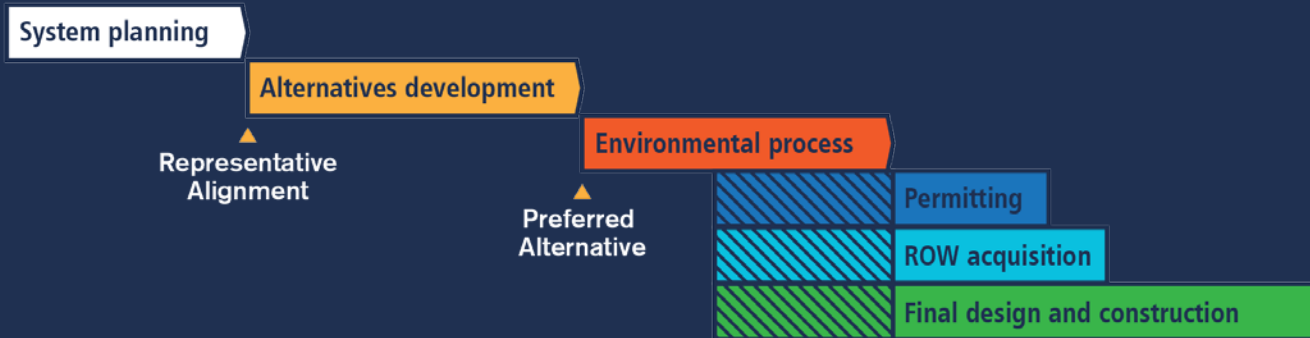 System planning
Alternatives development
Representative
Alignment
Environmental process
Preferred
Alternative
Permitting
ROW acquisition
Final design and construction